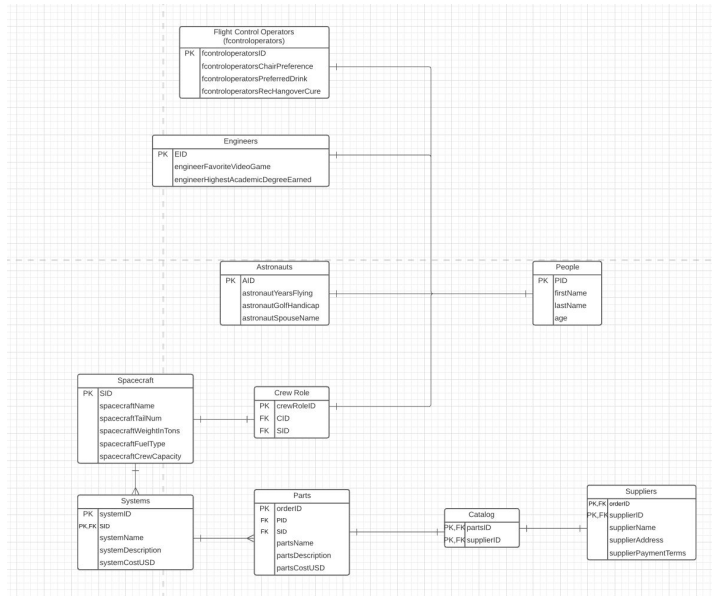 Flight Control Operators
(fcontroloperators)
PK fcontroloperatorsID
fcontroloperatorsChairPreference
fcontroloperatorsPreferredDrink
fcontroloperatorsRecHangoverCure
Engineers
PK EID
engineerFavoriteVideoGame
engineerHighestAcademicDegreeEarned
Astronauts
PK AID
astronautYearsFlying
astronautGolfHandicap
astronautSpouseName
People
PK PID
firstName
lastName
age
Spacecraft
PK SID
spacecraftName
spacecraftTailNum
spacecraftWeightInTons
spacecraftFuelType
spacecraftCrewCapacity
Crew Role
PK crewRoleID
FK CID
FK SID
Systems
PK systemID
PK,FK SID
systemName
systemDescription
systemCostUSD
Parts
PK orderID
FK PID
FK SID
partsName
partsDescription
partsCostUSD
Catalog
PK,FK partsID
PK,FK supplierID
Suppliers
PK,FK orderID
PK,FK supplierID
supplierName
supplierAddress
supplierPaymentTerms